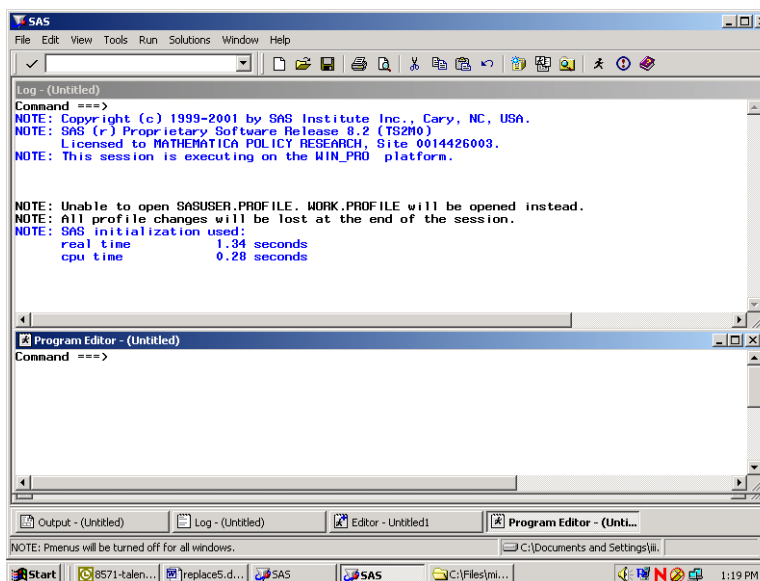 SAS
File Edit View Tools Run Solutions Window Help
Log - (Untitled)
Command ===>
NOTE: Copyright (c) 1999-2001 by SAS Institute Inc., Cary, NC, USA.
NOTE: SAS (r) Proprietary Software Release 8.2 (TS2M0)
Licensed to MATHEMATICA POLICY RESEARCH, Site 0014426003.
NOTE: This session is executing on the WIN_PRO platform.
NOTE: Unable to open SASUSER.PROFILE. WORK.PROFILE will be opened instead.
NOTE: All profile changes will be lost at the end of the session.
NOTE: SAS initialization used:
real time 1.34 seconds
cpu time 0.28 seconds
Program Editor - (Untitled)
Command ===>
Output - (Untitled) Log - (Untitled) Editor - Untitled1 Program Editor - (Unti...
NOTE: Pmenus will be turned off for all windows. C:\Documents and Settings\iii.
Start 8571-talen... replace5.d... SAS SAS C:\Files\mi... 1:19 PM